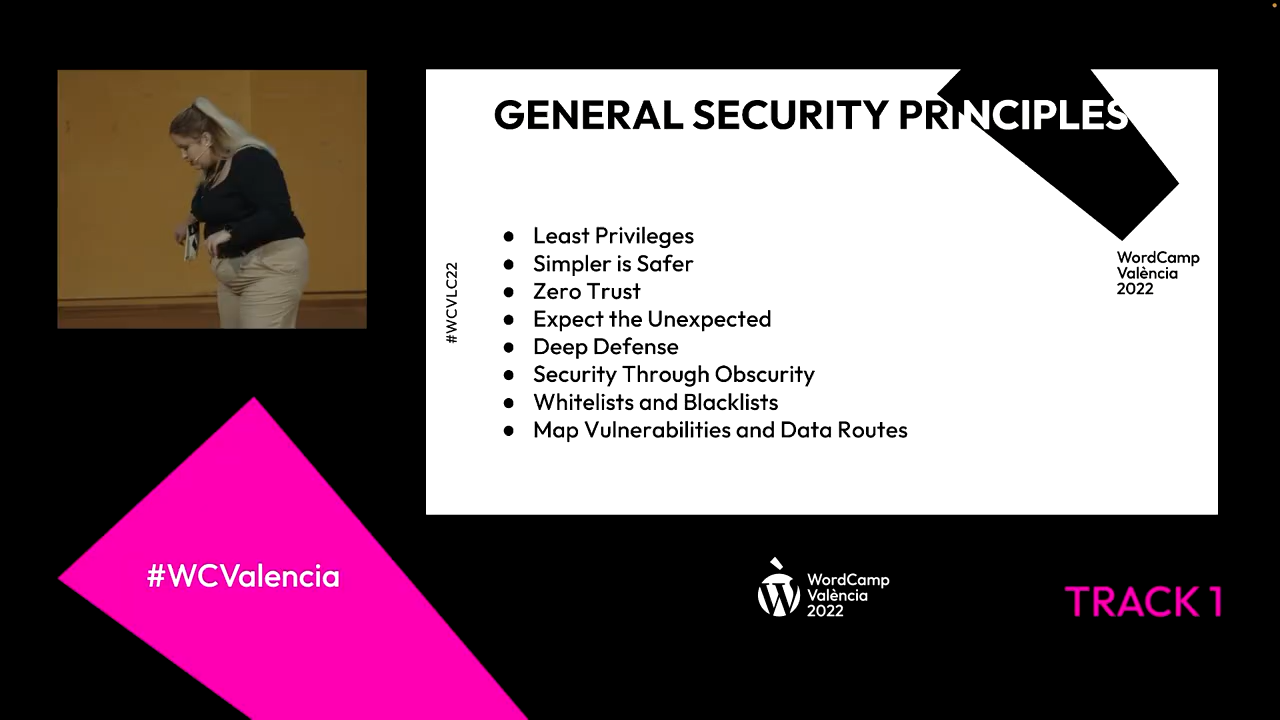 GENERAL SECURITY PRINCIPLES
Least Privileges
Simpler is Safer
Zero Trust
Expect the Unexpected
Deep Defense
Security Through Obscurity
Whitelists and Blacklists
Map Vulnerabilities and Data Routes
#WCVLC22
WordCamp
València
2022
#WCValencia
WordCamp
València
2022
TRACK 1